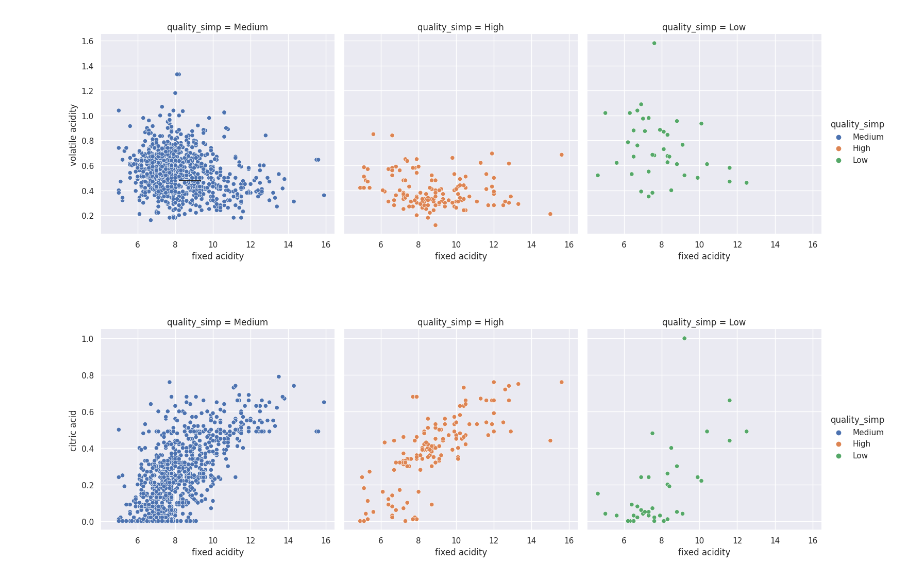 quality_simp = Medium
quality_simp = High
quality_simp = Low
volatile acidity
1.6
1.4
1.2
1.0
0.8
0.6
0.4
0.2
6 8 10 12 14 16
6 8 10 12 14 16
6 8 10 12 14 16
fixed acidity
fixed acidity
fixed acidity
quality_simp
Medium
High
Low
quality_simp = Medium
quality_simp = High
quality_simp = Low
citric acid
1.0
0.8
0.6
0.4
0.2
0.0
6 8 10 12 14 16
6 8 10 12 14 16
6 8 10 12 14 16
fixed acidity
fixed acidity
fixed acidity
quality_simp
Medium
High
Low